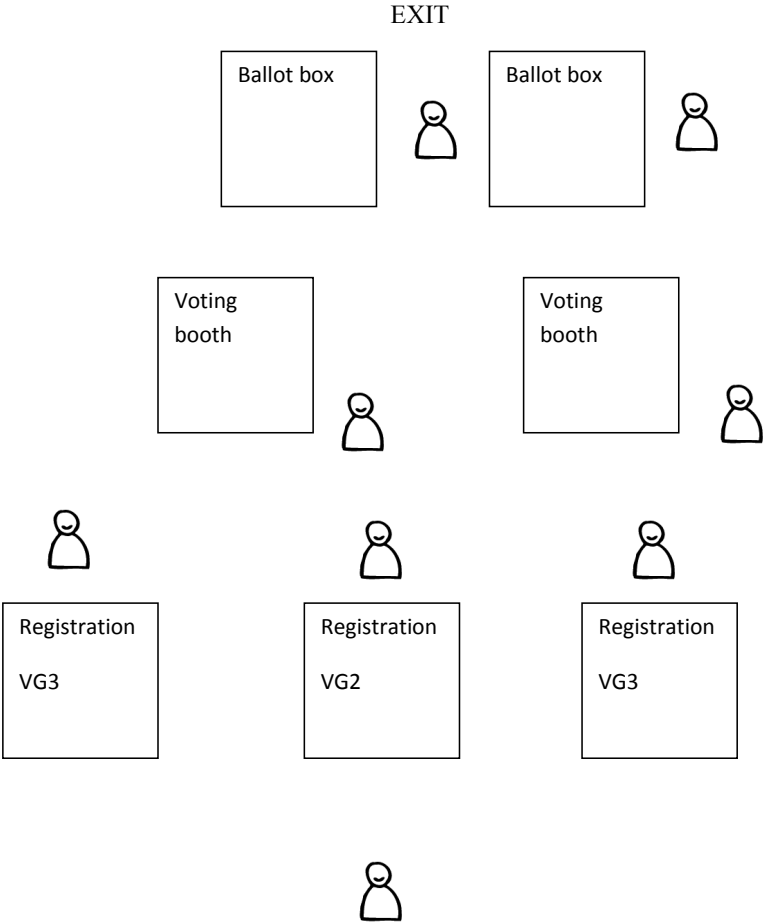 EXIT
Ballot box
Ballot box
Voting
booth
Voting
booth
Registration
VG3
Registration
VG2
Registration
VG3